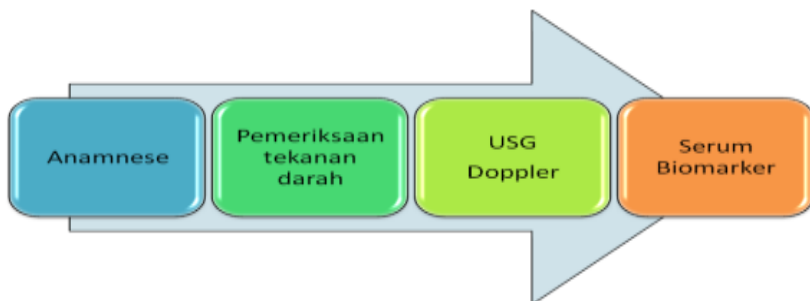 Anamnese
Pemeriksaan
tekanan
darah
USG
Doppler
Serum
Biomarker